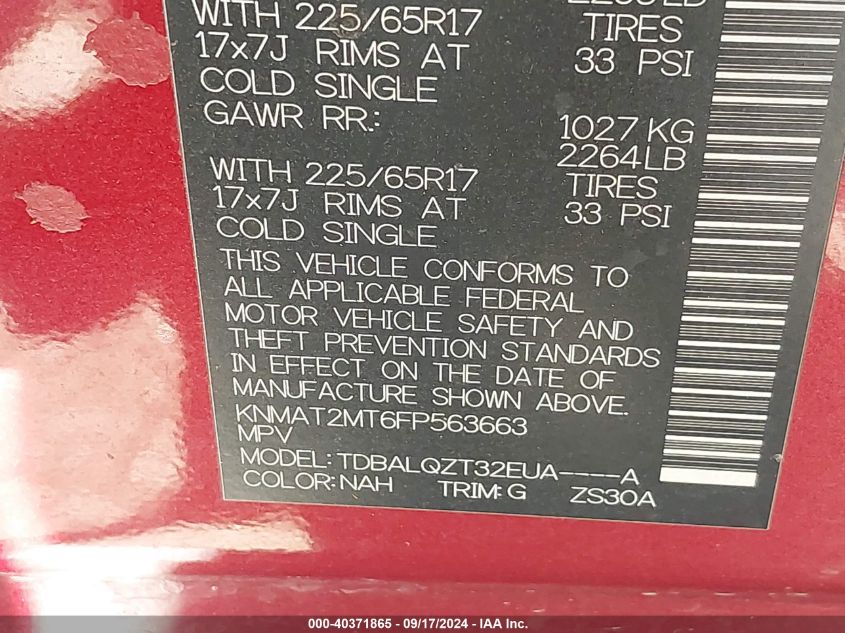 WITH 225/65R17 TIRES
17x7J RIMS AT 33 PSI
COLD SINGLE
GAWR RR.: 1027 KG
2264LB
WITH 225/65R17 TIRES
17x7J RIMS AT 33 PSI
COLD SINGLE
THIS VEHICLE CONFORMS TO
ALL APPLICABLE FEDERAL
MOTOR VEHICLE SAFETY AND
THEFT PREVENTION STANDARDS
IN EFFECT ON THE DATE OF
MANUFACTURE SHOWN ABOVE.
KNMAT2MT6FP563663
MPV
MODEL: TDBALQZT32EUA----A
COLOR: NAH TRIM: G ZS30A
000-40371865 - 09/17/2024 - IAA Inc.